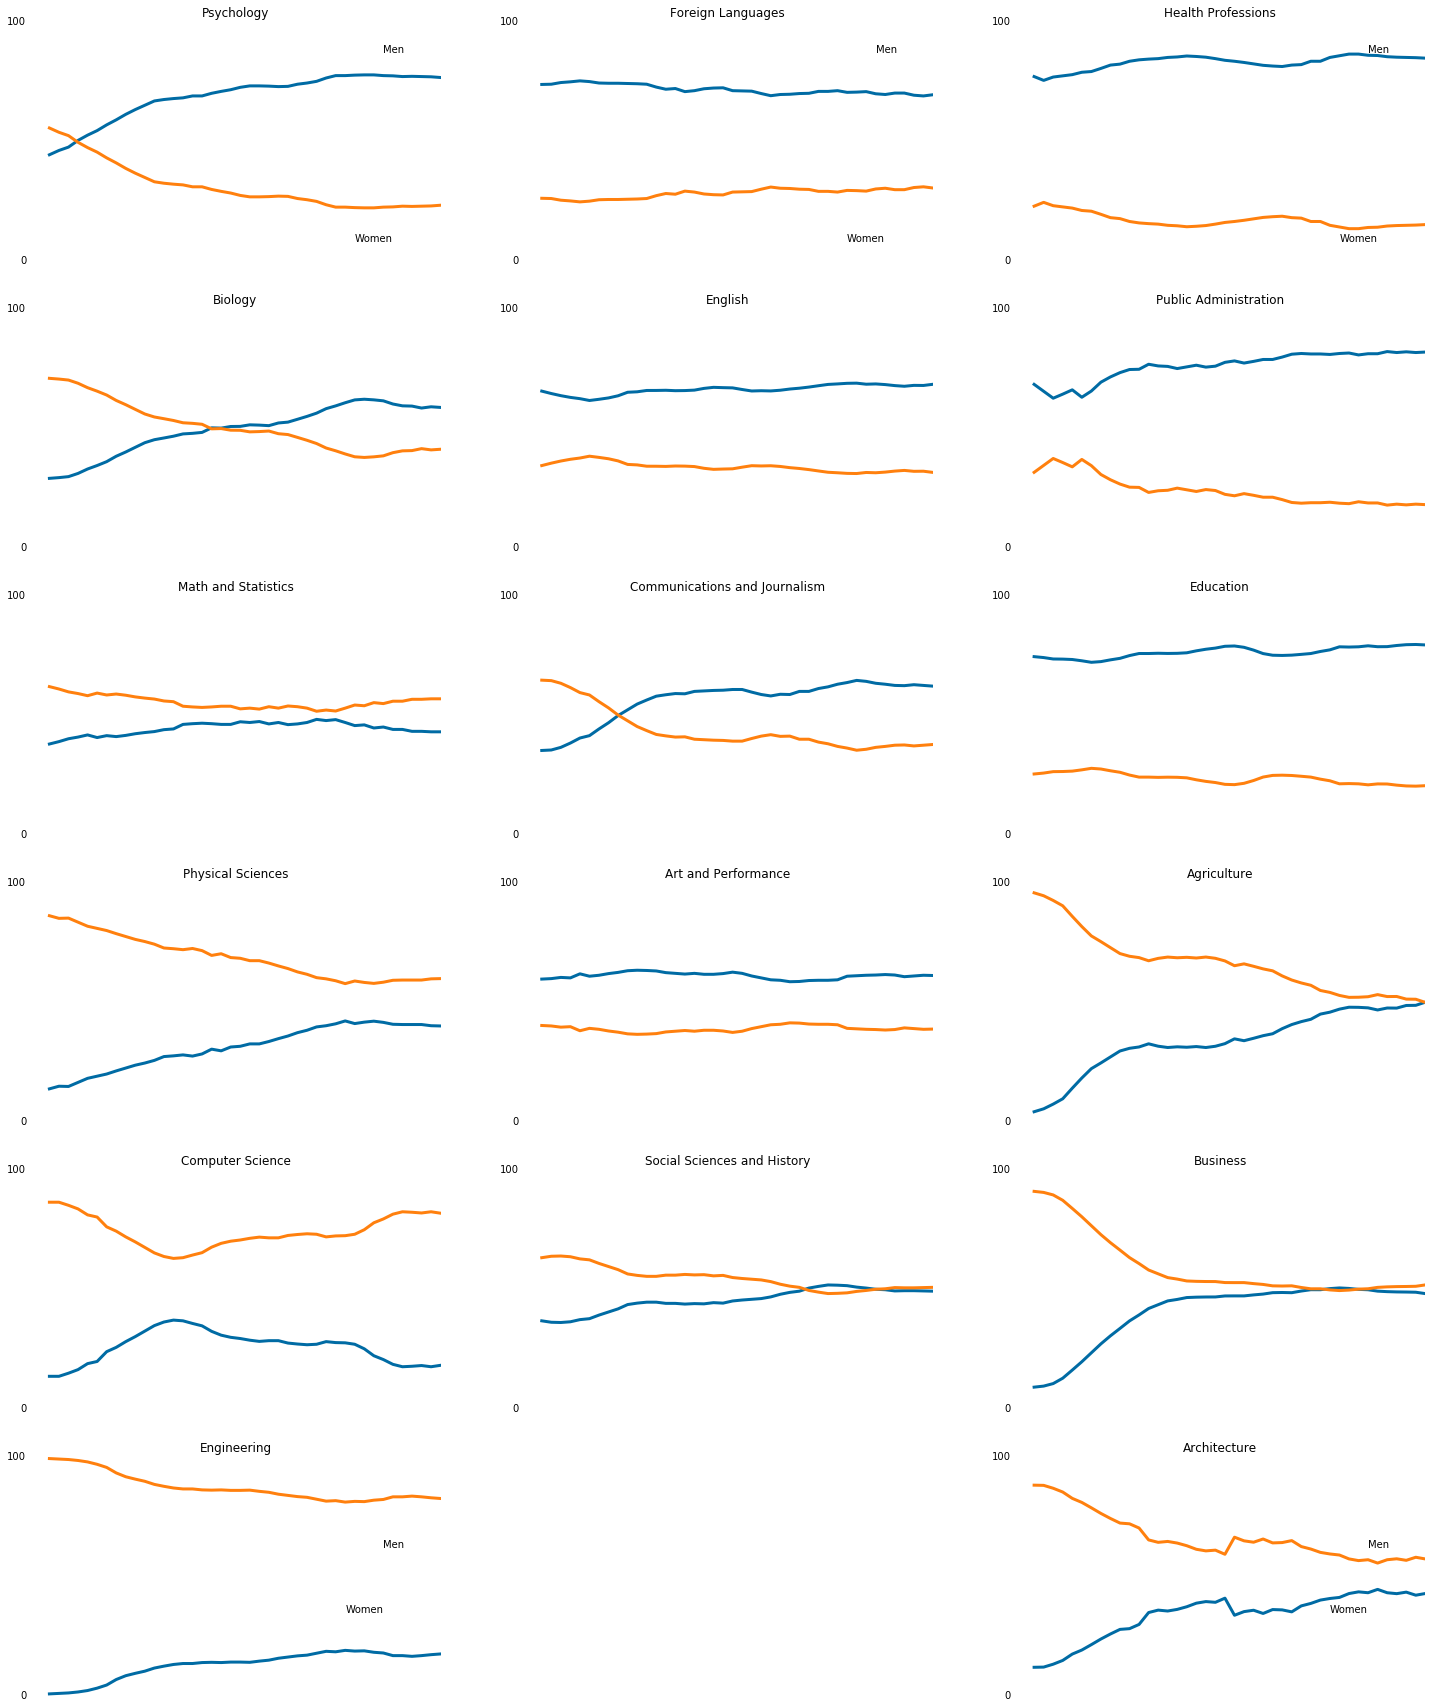 Psychology
Foreign Languages
Health Professions
100
100
100
Men
Men
Men
Women
Women
Women
0
0
0
Biology
English
Public Administration
100
100
100
0
0
0
Math and Statistics
Communications and Journalism
Education
100
100
100
0
0
0
Physical Sciences
Art and Performance
Agriculture
100
100
100
0
0
0
Computer Science
Social Sciences and History
Business
100
100
100
0
0
0
Engineering
Architecture
100
100
Men
Men
Women
Women
0
0